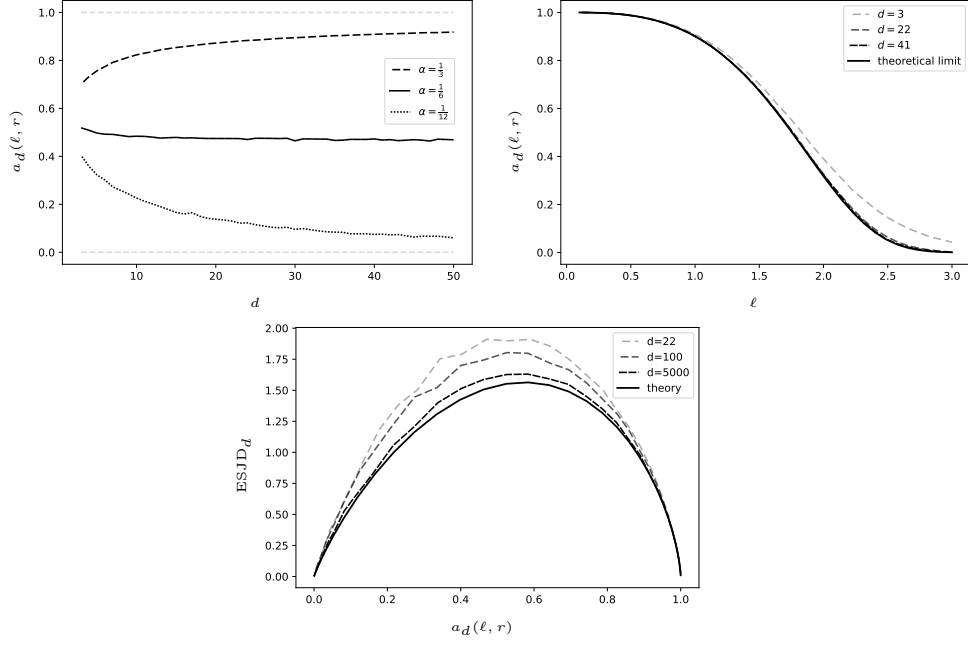 1.0
0.8
0.6
0.4
0.2
0.0
a_d(ℓ, r)
10 20 30 40 50
d
α = 1/3
α = 1/6
α = 1/12
1.0
0.8
0.6
0.4
0.2
0.0
a_d(ℓ, r)
0.0 0.5 1.0 1.5 2.0 2.5 3.0
ℓ
d = 3
d = 22
d = 41
theoretical limit
2.00
1.75
1.50
1.25
1.00
0.75
0.50
0.25
0.00
ESJD_d
0.0 0.2 0.4 0.6 0.8 1.0
a_d(ℓ, r)
d=22
d=100
d=5000
theory